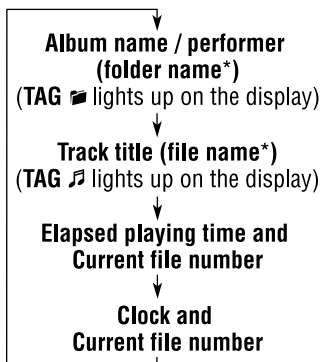 Album name / performer
(folder name*)
(TAG 📁 lights up on the display)
Track title (file name*)
(TAG ♫ lights up on the display)
Elapsed playing time and
Current file number
Clock and
Current file number